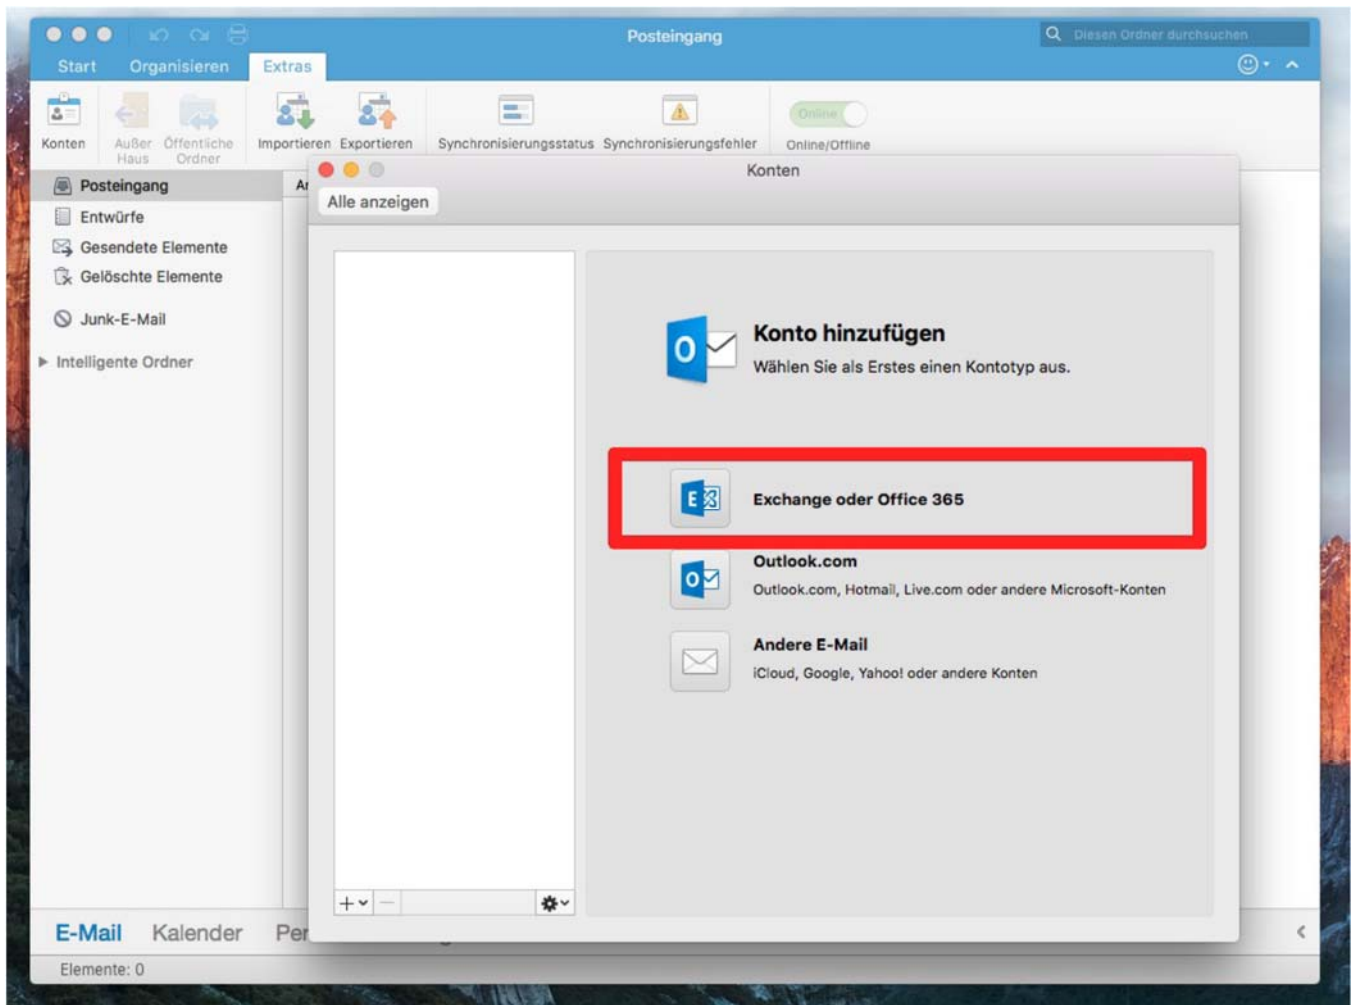 Posteingang
Diesen Ordner durchsuchen
Start Organisieren Extras
Konten
Außer Haus
Öffentliche Ordner
Importieren
Exportieren
Synchronisierungsstatus
Synchronisierungsfehler
Online
Online/Offline
Posteingang
Entwürfe
Gesendete Elemente
Gelöschte Elemente
Junk-E-Mail
Intelligente Ordner
Konten
Alle anzeigen
Konto hinzufügen
Wählen Sie als Erstes einen Kontotyp aus.
Exchange oder Office 365
Outlook.com
Outlook.com, Hotmail, Live.com oder andere Microsoft-Konten
Andere E-Mail
iCloud, Google, Yahoo! oder andere Konten
E-Mail Kalender Per
Elemente: 0